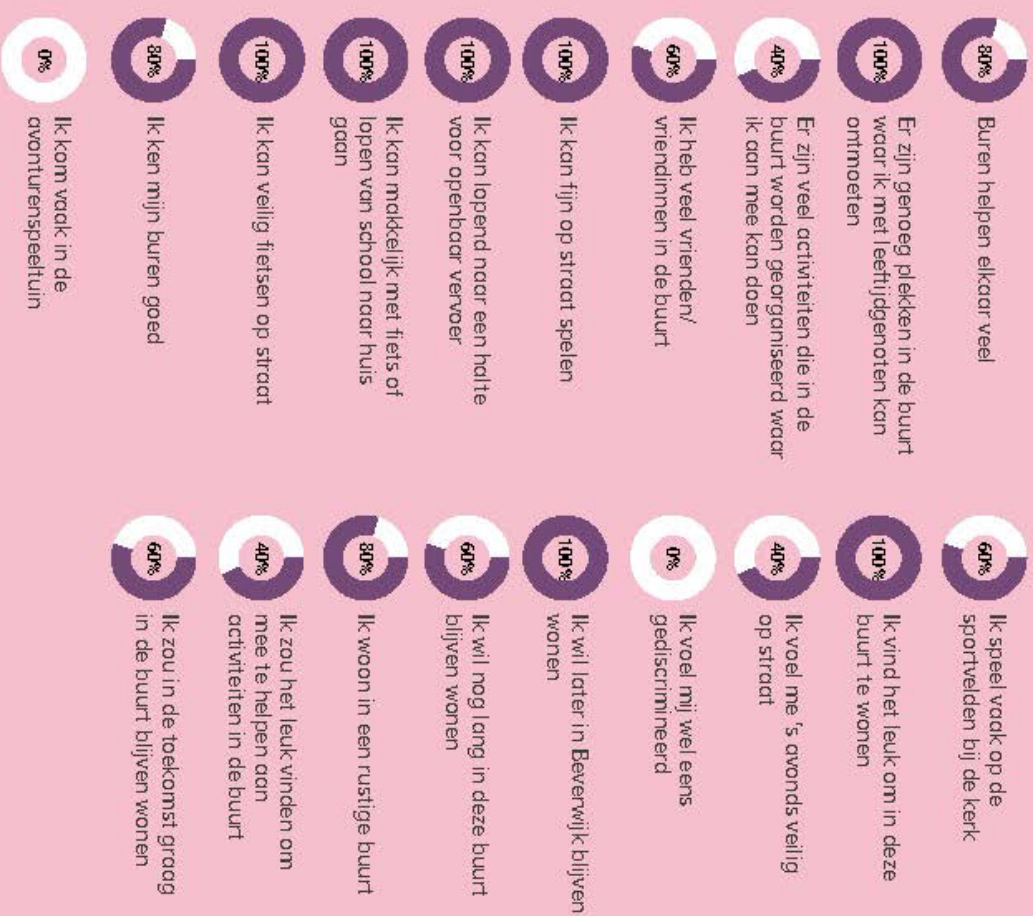 80%
Buren helpen elkaar veel
100%
Er zijn genoeg plekken in de buurt
waar ik met leeftijdgenoten kan
ontmoeten
40%
Er zijn veel activiteiten die in de
buurt worden georganiseerd waar
ik aan mee kan doen
60%
Ik heb veel vrienden/
vriendinnen in de buurt
100%
Ik kan fijn op straat spelen
100%
Ik kan lopend naar een halte
voor openbaar vervoer
100%
Ik kan makkelijk met fiets of
lopen van school naar huis
gaan
100%
Ik kan veilig fietsen op straat
80%
Ik ken mijn buren goed
0%
Ik kom vaak in de
avonturenspeeltuin
60%
Ik speel vaak op de
sportvelden bij de kerk
100%
Ik vind het leuk om in deze
buurt te wonen
40%
Ik voel me 's avonds veilig
op straat
0%
Ik voel mij wel eens
gediscrimineerd
100%
Ik wil later in Beverwijk blijven
wonen
60%
Ik wil nog lang in deze buurt
blijven wonen
80%
Ik woon in een rustige buurt
40%
Ik zou het leuk vinden om
mee te helpen aan
activiteiten in de buurt
60%
Ik zou in de toekomst graag
in de buurt blijven wonen